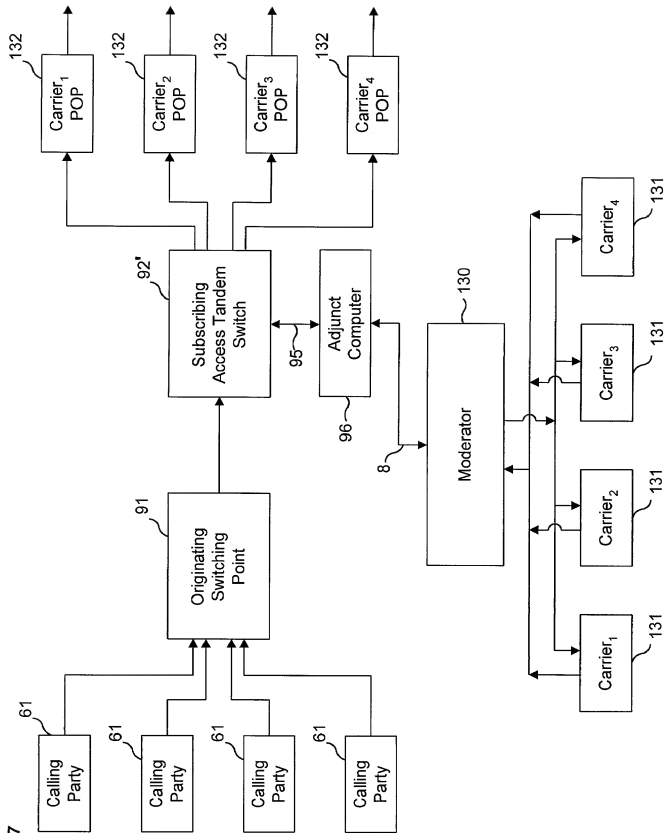 132
132
132
132
Carrier1
POP
Carrier2
POP
Carrier3
POP
Carrier4
POP
92'
Subscribing
Access Tandem
Switch
95
Adjunct
Computer
96
91
Originating
Switching
Point
8
130
Moderator
61
Calling
Party
61
Calling
Party
61
Calling
Party
61
Calling
Party
Carrier1
131
Carrier2
131
Carrier3
131
Carrier4
131
7